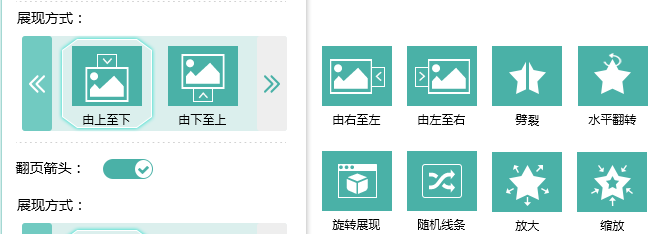 展现方式：
由上至下
由下至上
翻页箭头：
展现方式：
由右至左
由左至右
劈裂
水平翻转
旋转展现
随机线条
放大
缩放